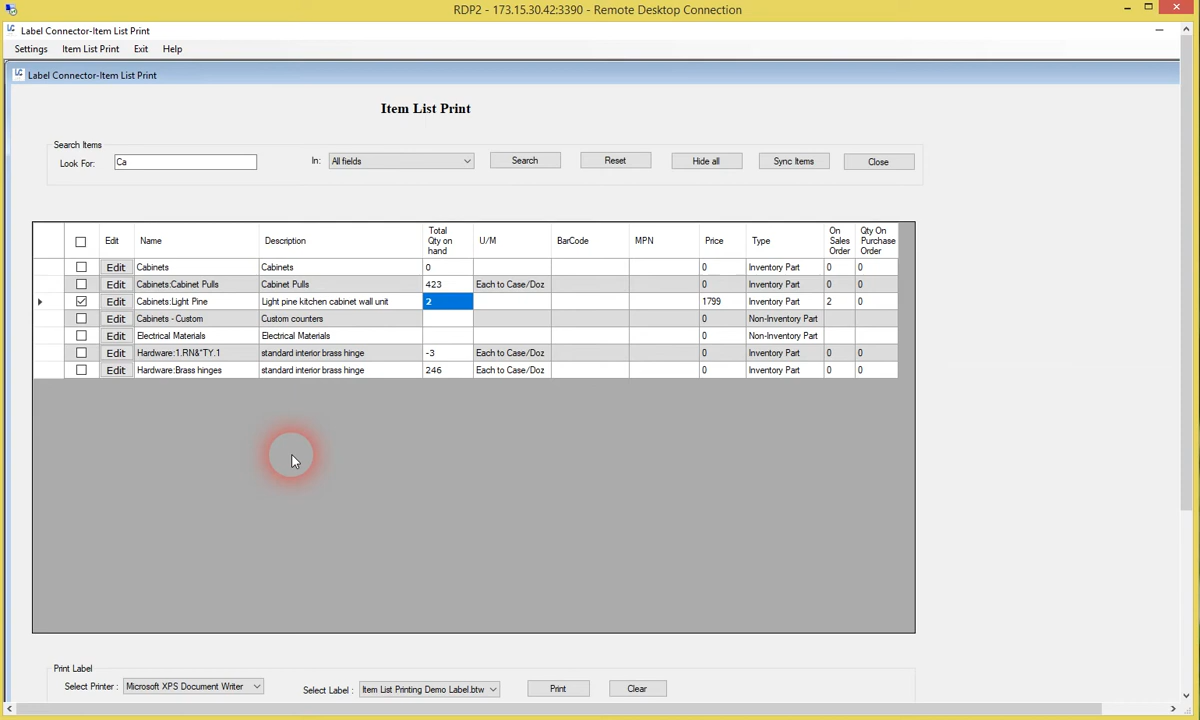 RDP2 - 173.15.30.42:3390 - Remote Desktop Connection
Label Connector-Item List Print
Settings Item List Print Exit Help
Label Connector-Item List Print
Item List Print
Search Items
Look For: Ca In: All fields Search Reset Hide all Sync Items Close
Edit Name Description Total Qty on hand U/M BarCode MPN Price Type On Sales Order Qty On Purchase Order
Edit Cabinets Cabinets 0 0 Inventory Part 0 0
Edit Cabinets:Cabinet Pulls Cabinet Pulls 423 Each to Case/Doz 0 Inventory Part 0 0
Edit Cabinets:Light Pine Light pine kitchen cabinet wall unit 2 1799 Inventory Part 2 0
Edit Cabinets - Custom Custom counters 0 Non-Inventory Part
Edit Electrical Materials Electrical Materials 0 Non-Inventory Part
Edit Hardware:1.RN&*TY.1 standard interior brass hinge -3 Each to Case/Doz 0 Inventory Part 0 0
Edit Hardware:Brass hinges standard interior brass hinge 246 Each to Case/Doz 0 Inventory Part 0 0
Print Label
Select Printer : Microsoft XPS Document Writer Select Label : Item List Printing Demo Label.btw Print Clear